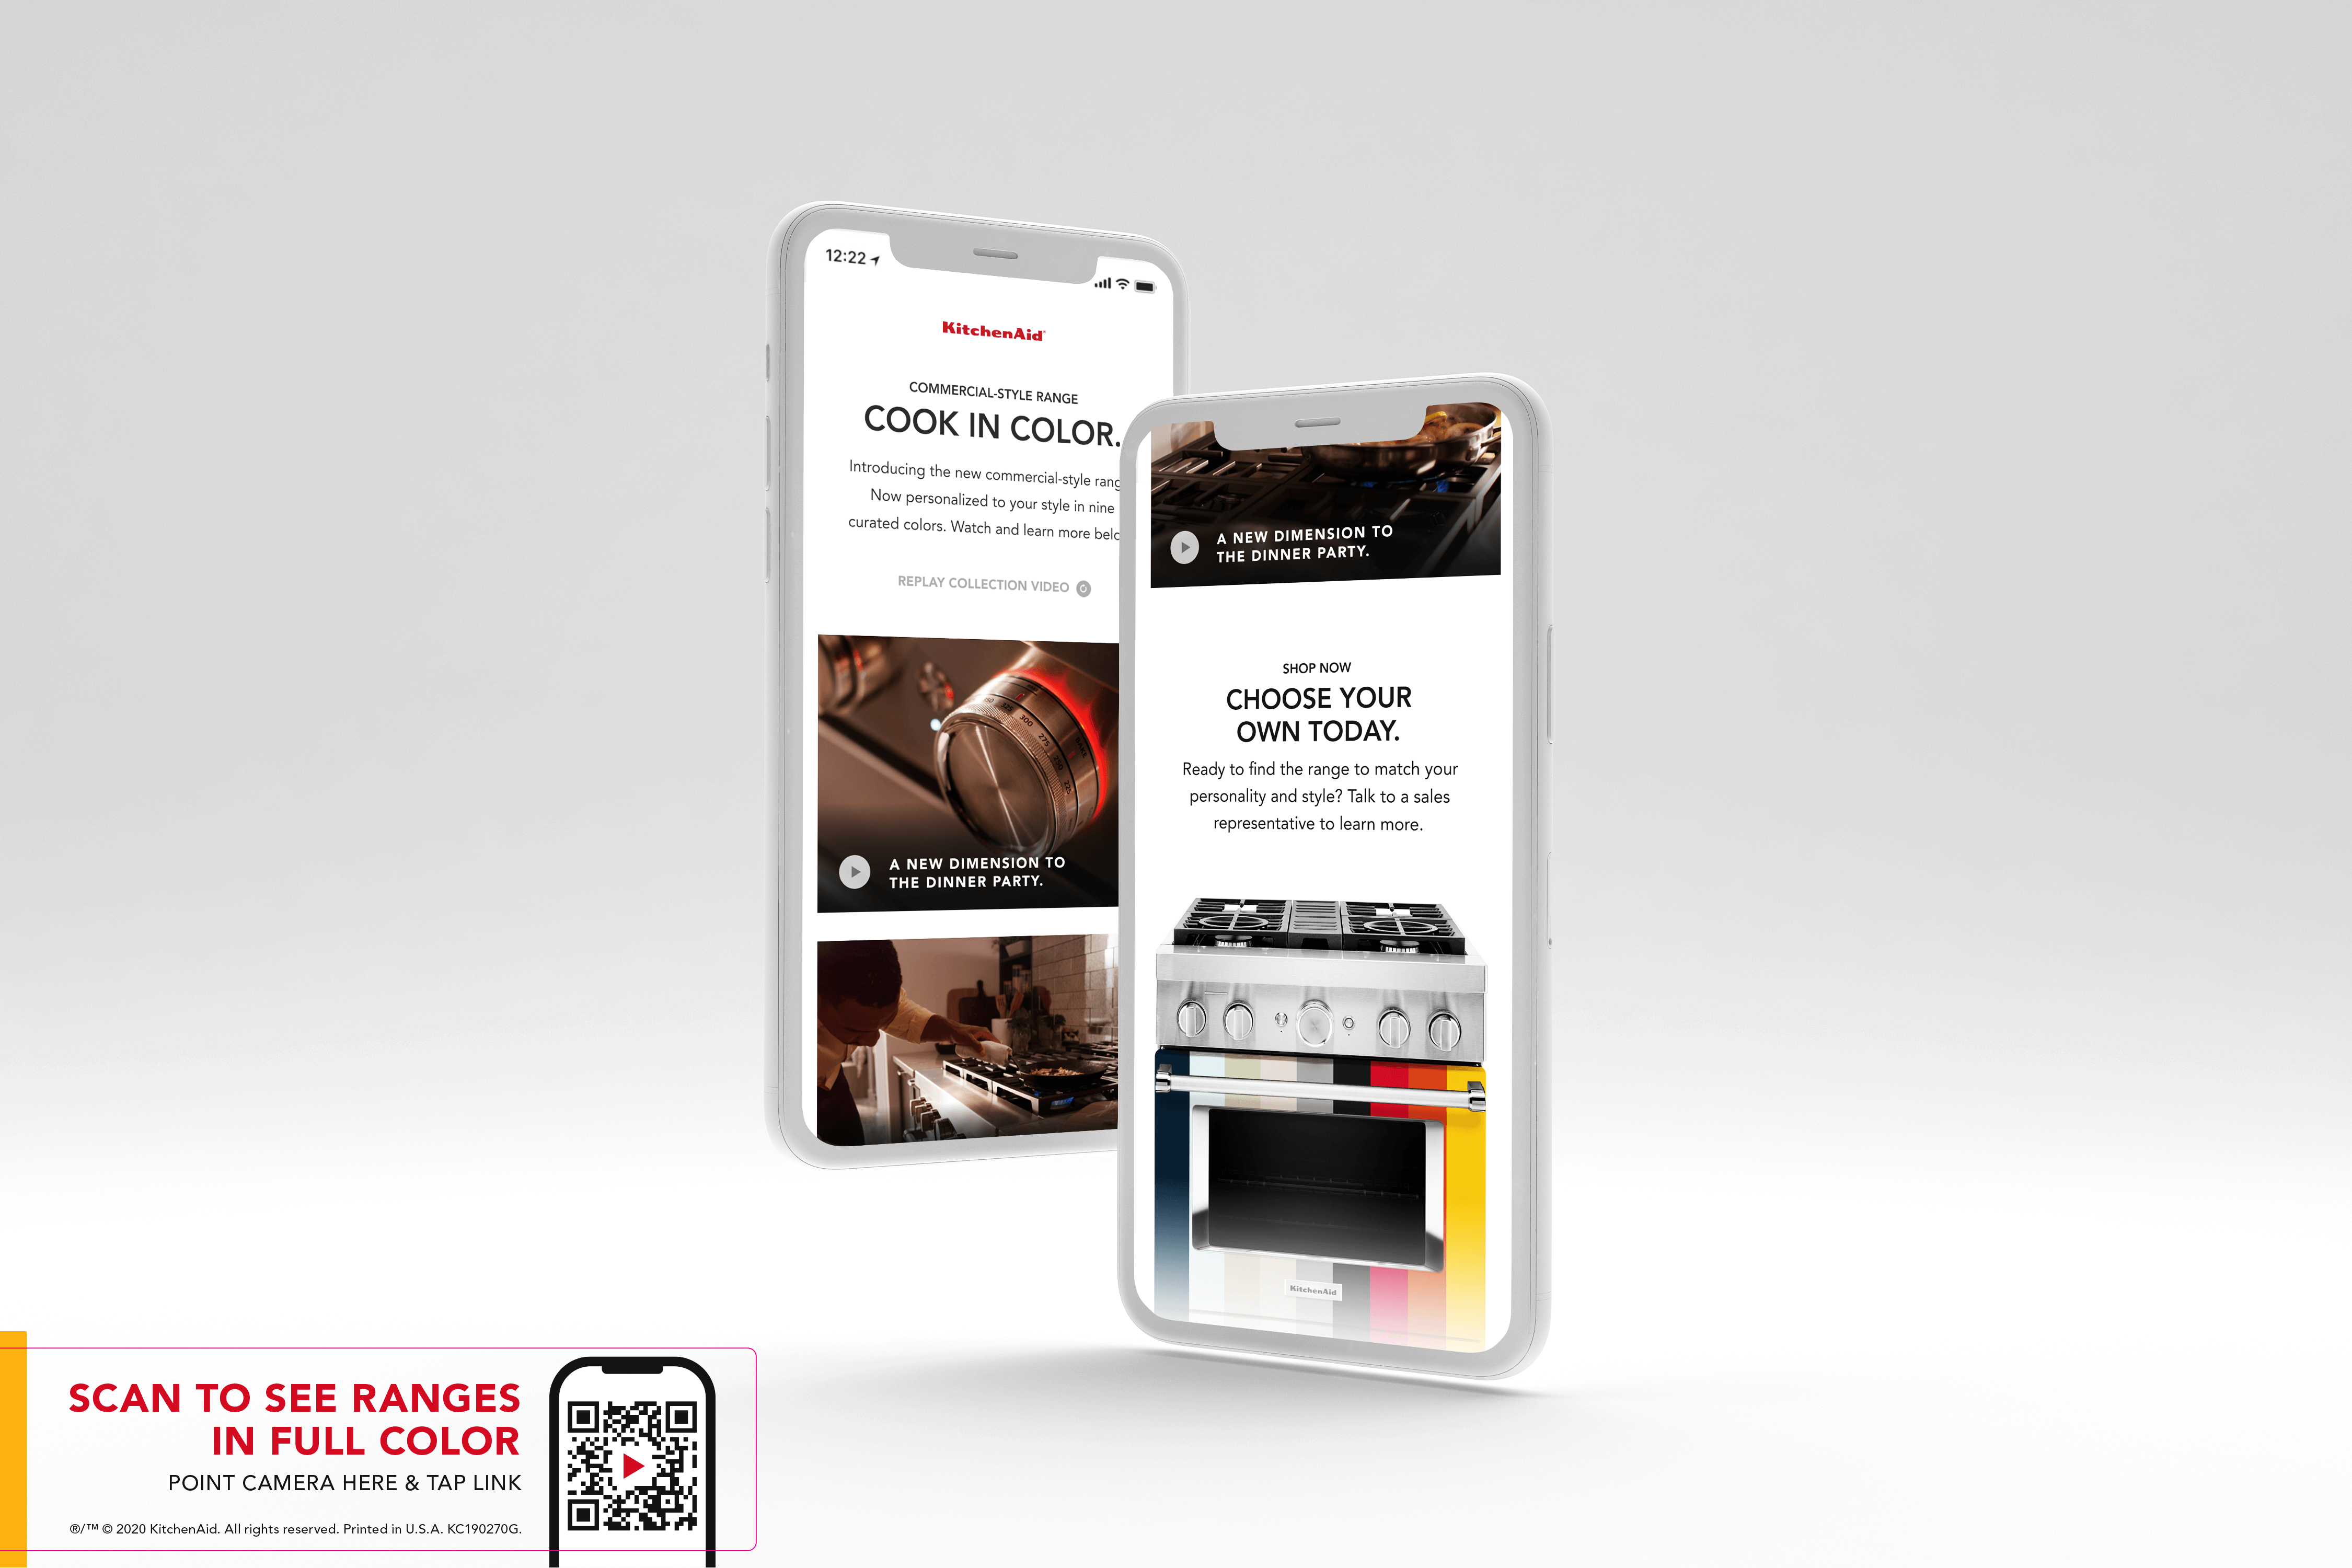 12:22
KitchenAid
COMMERCIAL-STYLE RANGE
COOK IN COLOR.
Introducing the new commercial-style rang
Now personalized to your style in nine
curated colors. Watch and learn more belo
REPLAY COLLECTION VIDEO
300
275
250
A NEW DIMENSION TO
THE DINNER PARTY.
A NEW DIMENSION TO
THE DINNER PARTY.
SHOP NOW
CHOOSE YOUR
OWN TODAY.
Ready to find the range to match your
personality and style? Talk to a sales
representative to learn more.
KitchenAid
SCAN TO SEE RANGES
IN FULL COLOR
POINT CAMERA HERE & TAP LINK
®/™ © 2020 KitchenAid. All rights reserved. Printed in U.S.A. KC190270G.